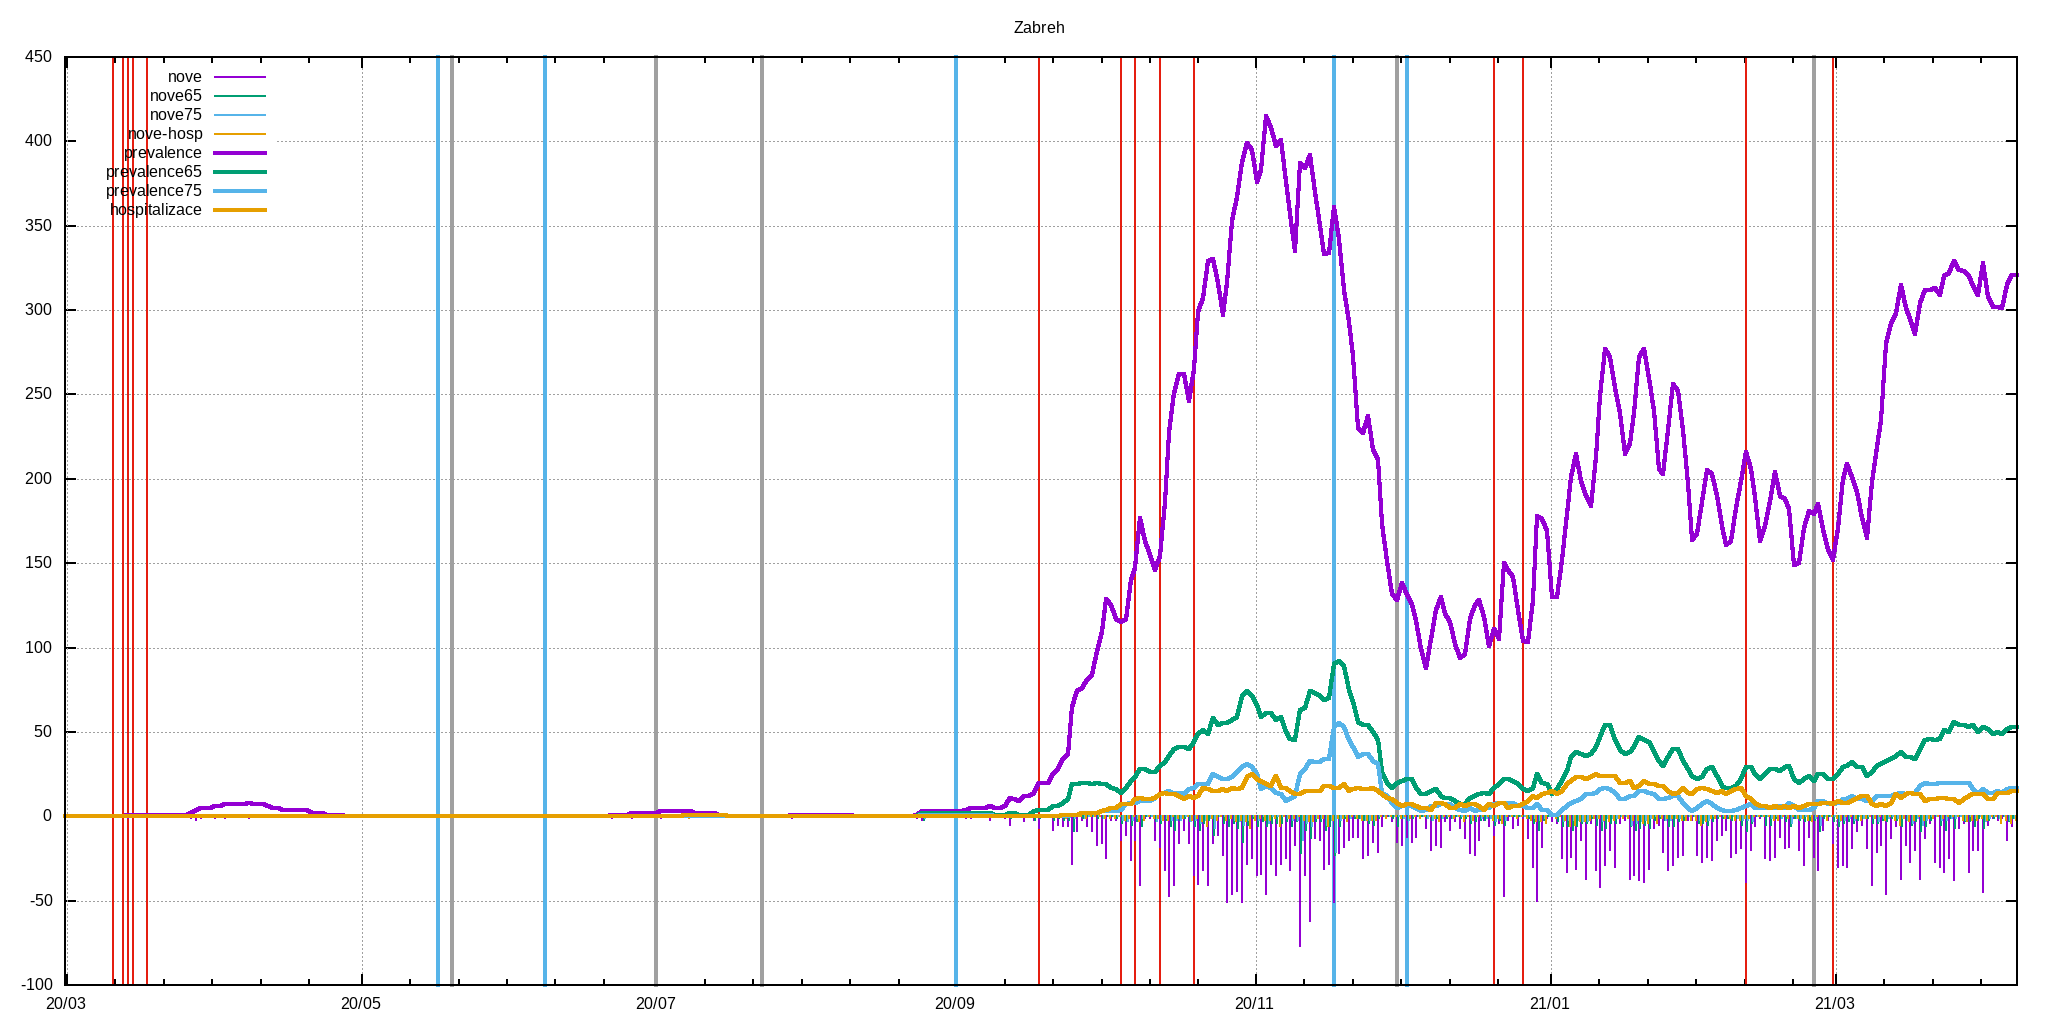 Zabreh
450
400
350
300
250
200
150
100
50
0
-50
-100
nove
nove65
nove75
nove-hosp
prevalence
prevalence65
prevalence75
hospitalizace
20/03 20/05 20/07 20/09 20/11 21/01 21/03